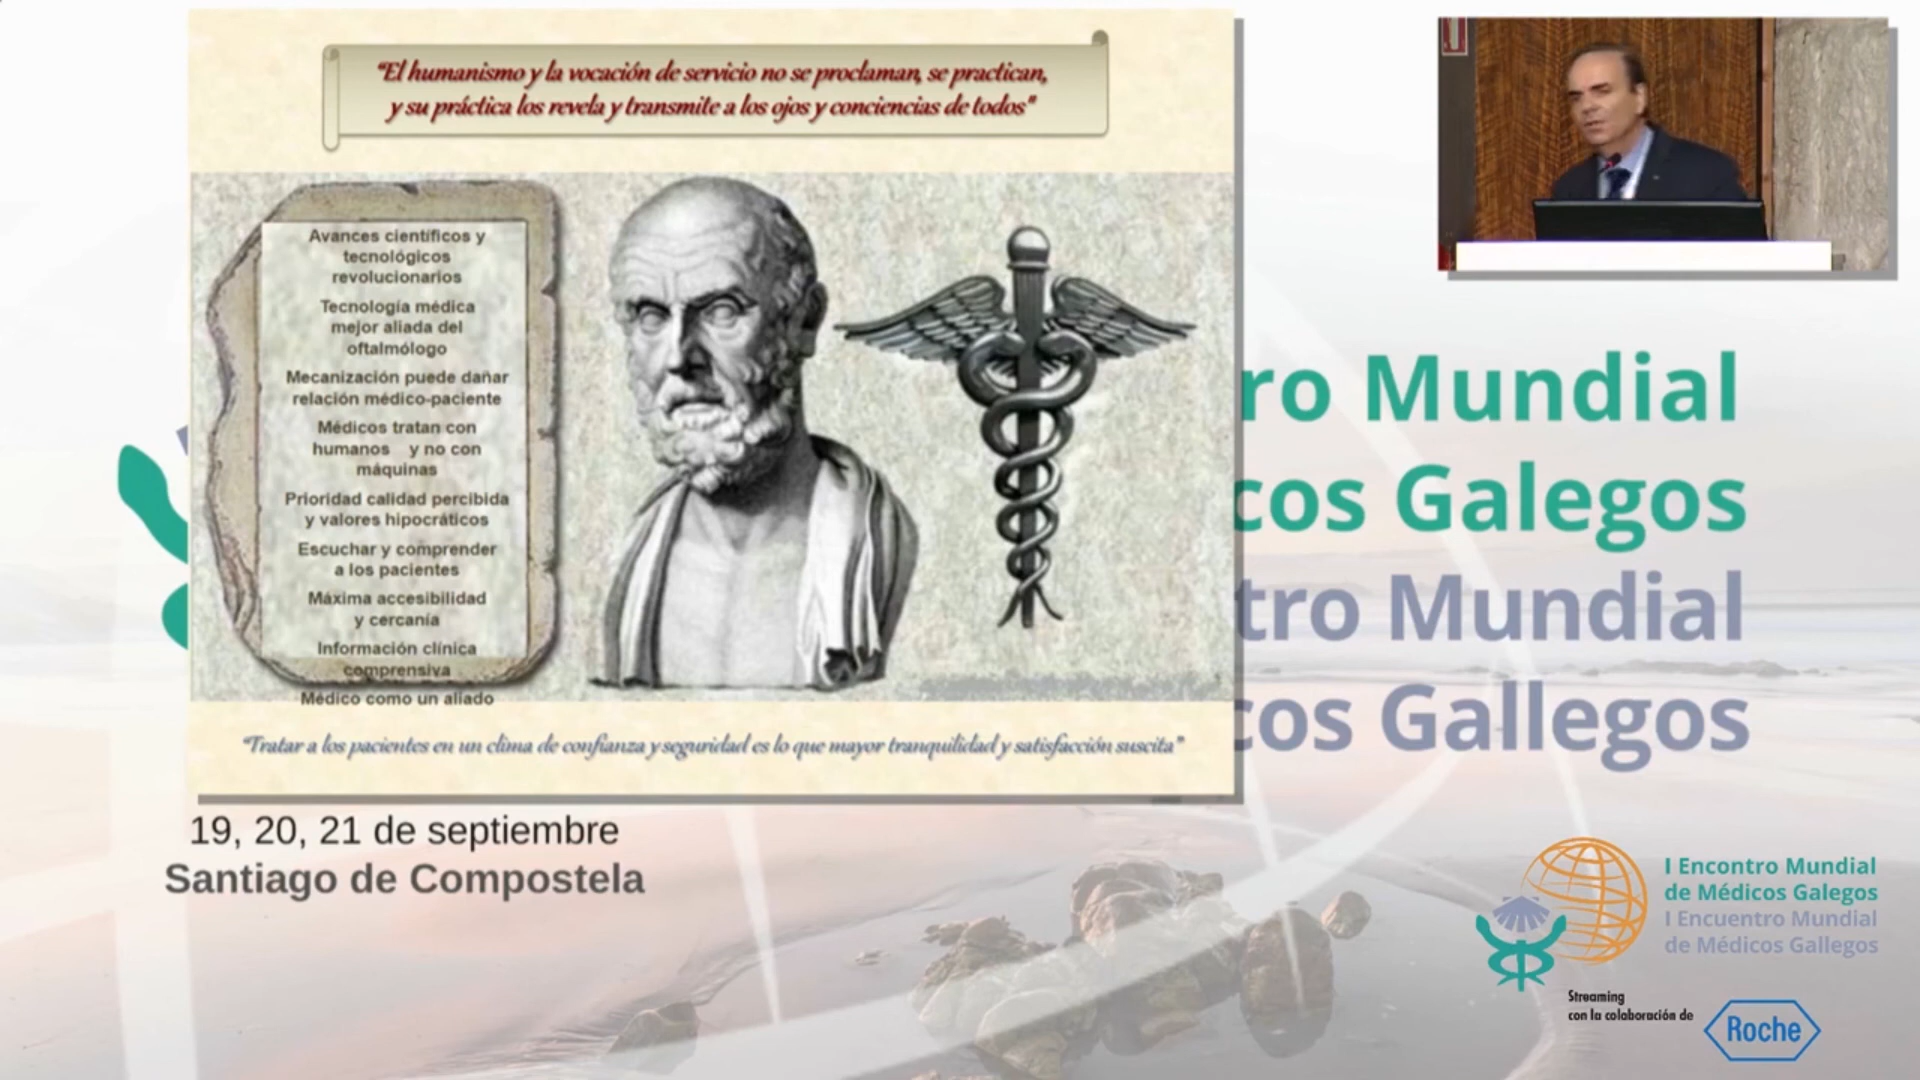 "El humanismo y la vocación de servicio no se proclaman, se practican,
y su práctica los revela y transmite a los ojos y conciencias de todos"
Avances científicos y
tecnológicos
revolucionarios
Tecnología médica
mejor aliada del
oftalmólogo
Mecanización puede dañar
relación médico-paciente
Médicos tratan con
humanos y no con
máquinas
Prioridad calidad percibida
y valores hipocráticos
Escuchar y comprender
a los pacientes
Máxima accesibilidad
y cercanía
Información clínica
comprensiva
Médico como un aliado
"Tratar a los pacientes en un clima de confianza y seguridad es lo que mayor tranquilidad y satisfacción suscita"
ro Mundial
cos Galegos
tro Mundial
cos Gallegos
19, 20, 21 de septiembre
Santiago de Compostela
I Encontro Mundial
de Médicos Galegos
I Encuentro Mundial
de Médicos Gallegos
Streaming
con la colaboración de
Roche